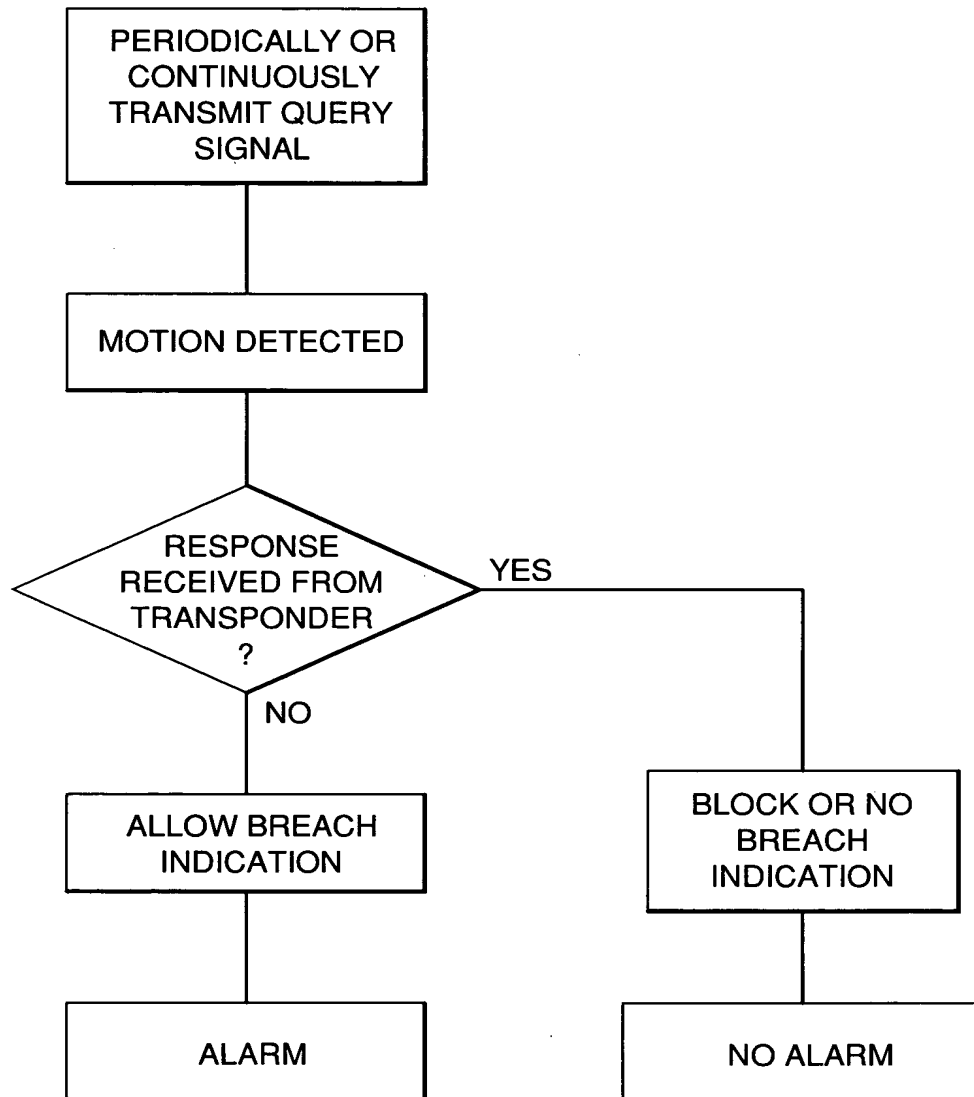 PERIODICALLY OR
CONTINUOUSLY
TRANSMIT QUERY
SIGNAL
MOTION DETECTED
RESPONSE
RECEIVED FROM
TRANSPONDER
?
YES
NO
ALLOW BREACH
INDICATION
BLOCK OR NO
BREACH
INDICATION
ALARM
NO ALARM